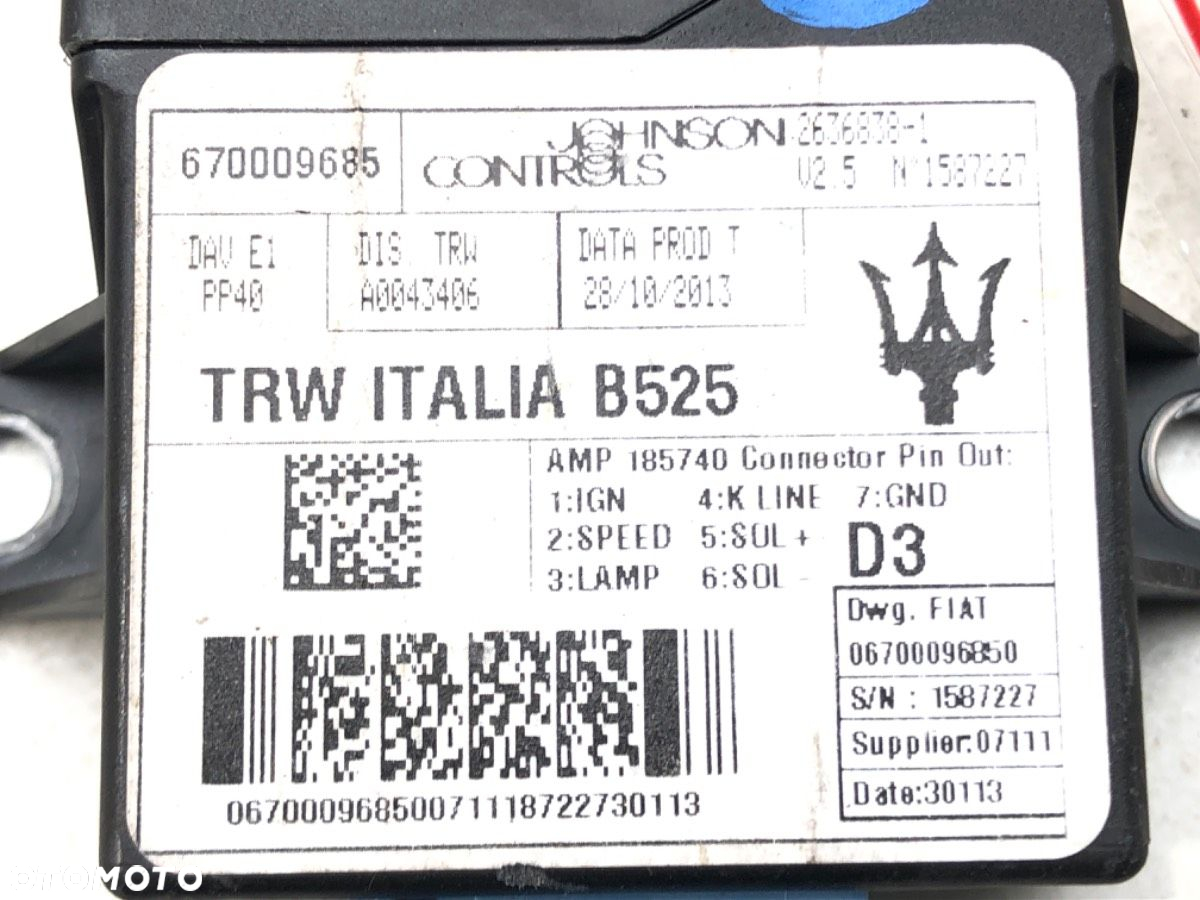 670009685
JOHNSON CONTROLS
2636838-1
V2.5 N°1587227
DAV E1
PP40
DIS. TRW
A0043406
DATA PROD T
28/10/2013
TRW ITALIA B525
AMP 185740 Connector Pin Out:
1:IGN 4:K LINE 7:GND
2:SPEED 5:SOL +
3:LAMP 6:SOL -
D3
Dwg. FIAT
06700096850
S/N : 1587227
Supplier:07111
Date:30113
067000968500711118722730113
OTOMOTO